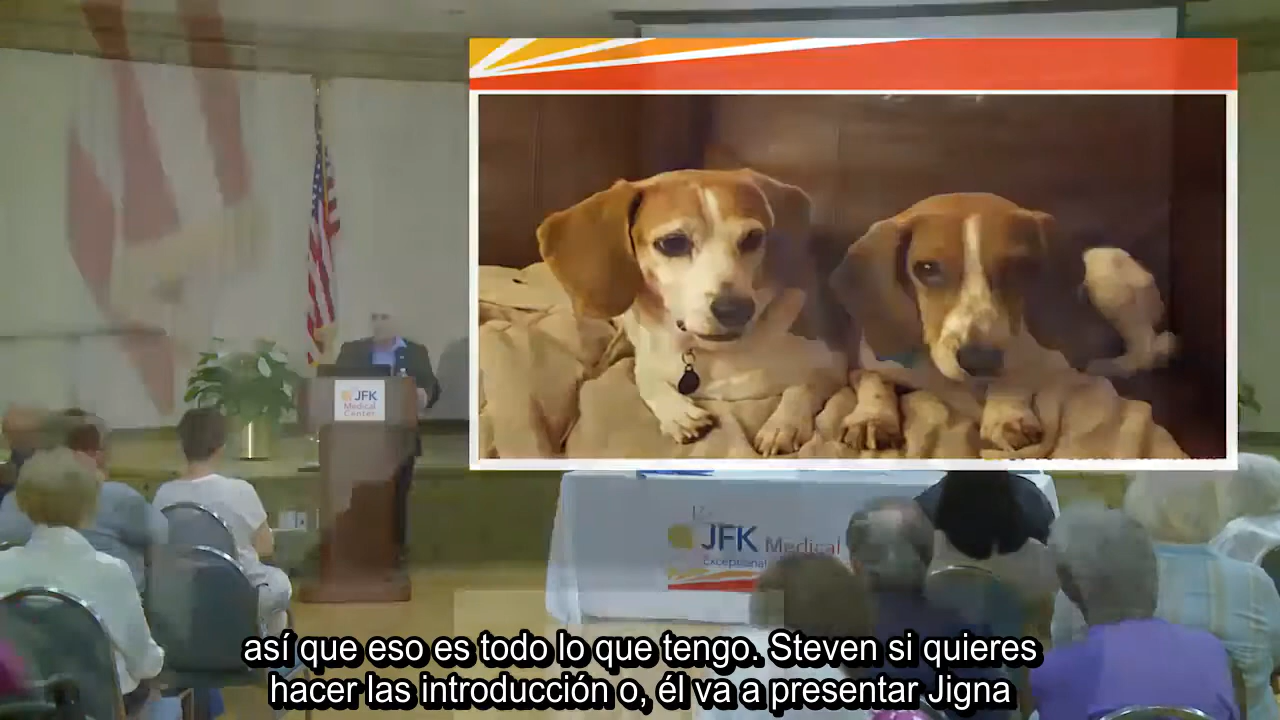 JFK
Medical
Center
JFK Medical
Exceptional
así que eso es todo lo que tengo. Steven si quieres
hacer las introducción o, él va a presentar Jigna